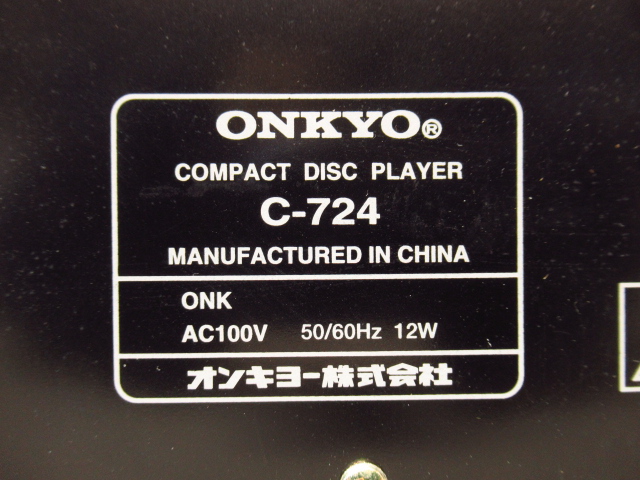 ONKYO®
COMPACT DISC PLAYER
C-724
MANUFACTURED IN CHINA
ONK
AC100V 50/60Hz 12W
オンキヨー株式会社